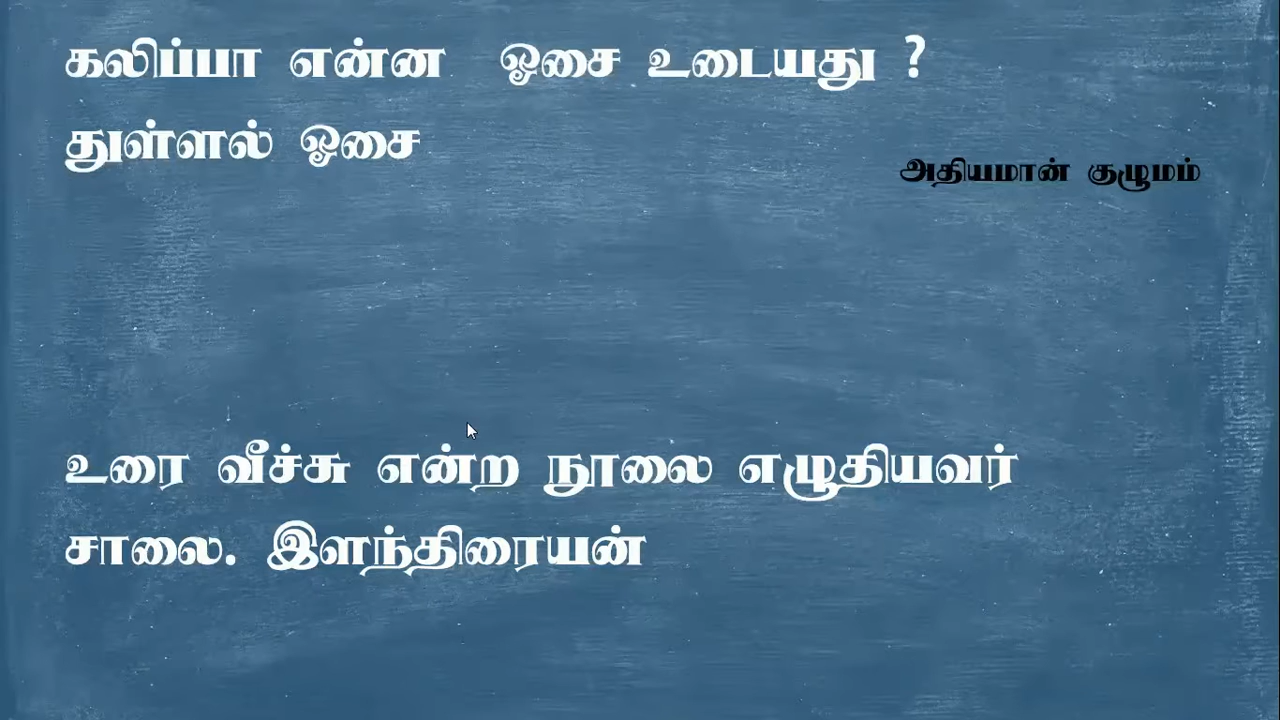 கலிப்பா என்ன ஓசை உடையது ?
துள்ளல் ஓசை
அதியமான் குழுமம்
உரை வீச்சு என்ற நூலை எழுதியவர்
சாலை. இளந்திரையன்